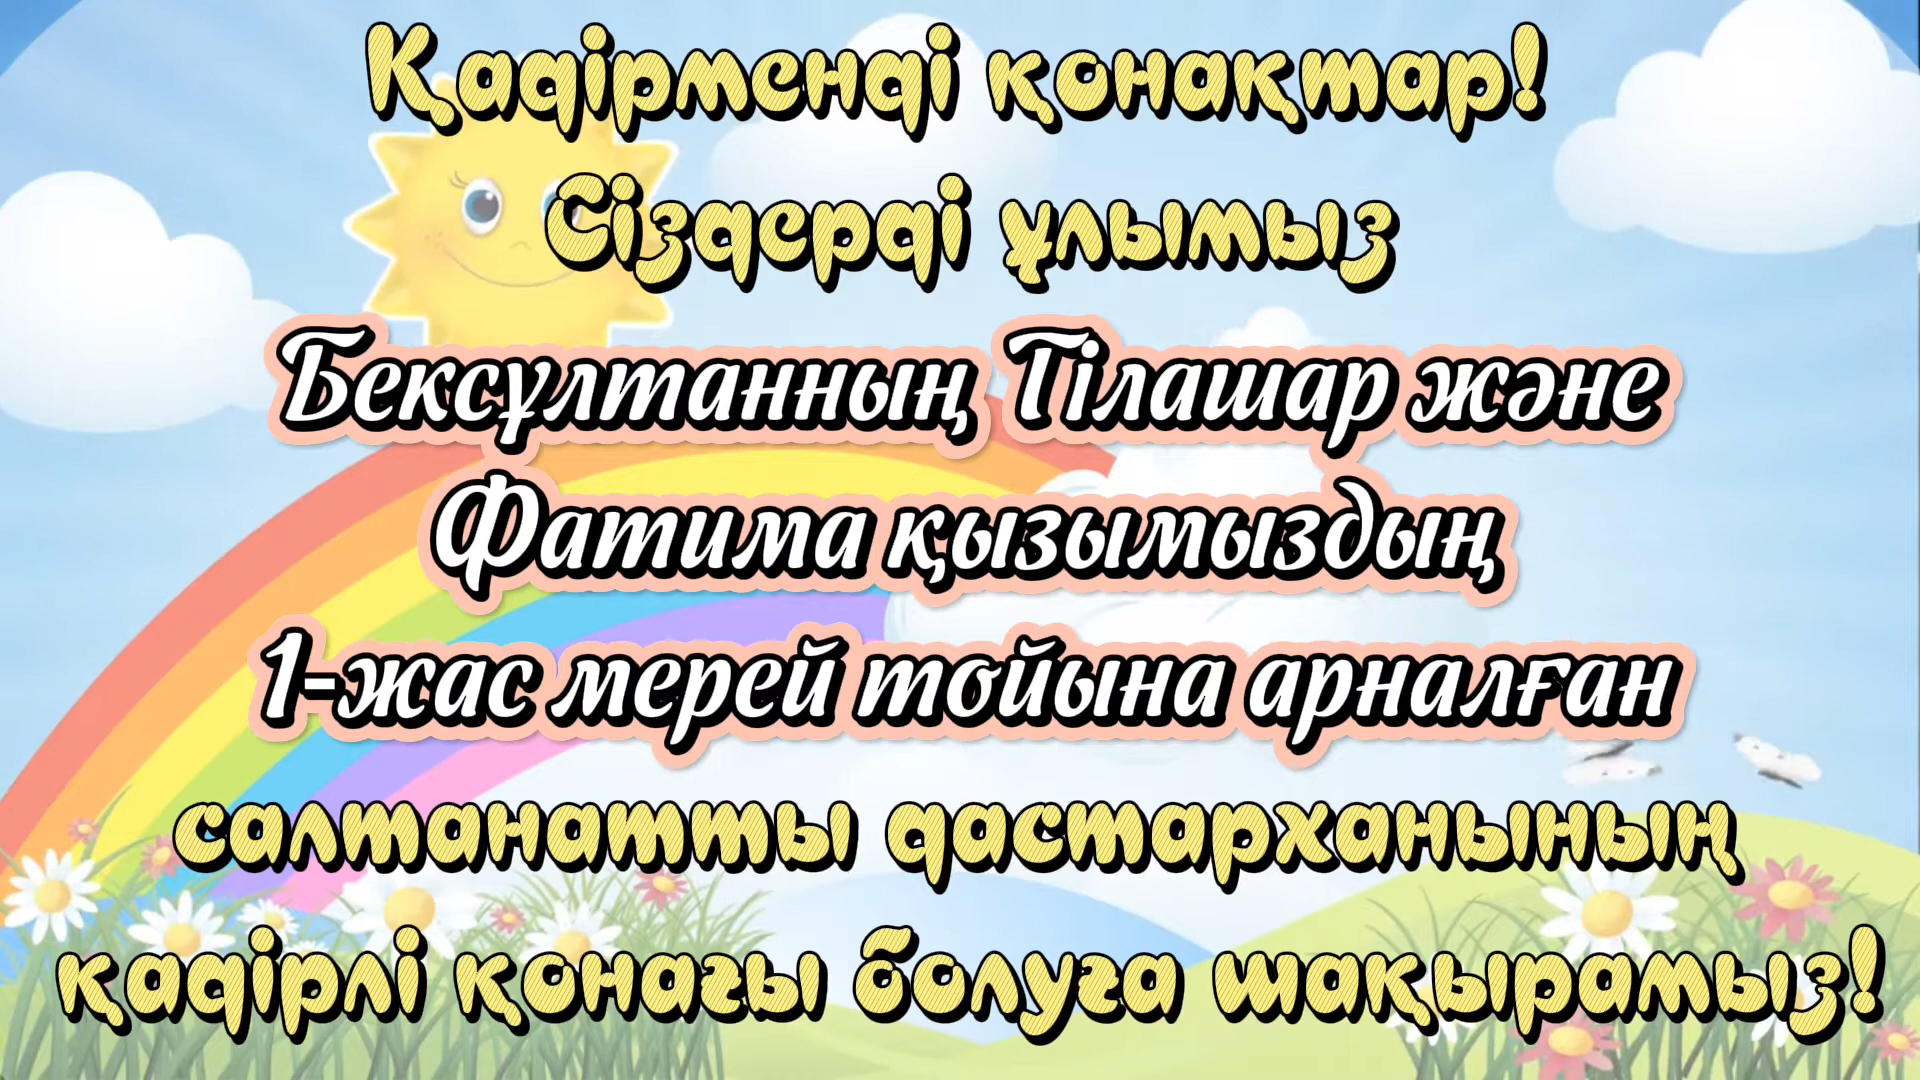 Қадірменді қонақтар!
Сіздерді ұлымыз
Бексұлтанның Тілашар және
Фатима қызымыздың
1-жас мерей тойына арналған
салтанатты дастарханының
қадірлі қонағы болуға шақырамыз!